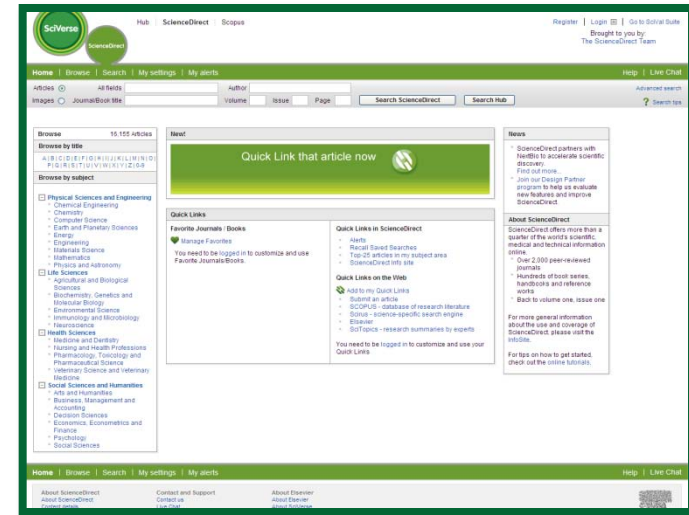 SciVerse
ScienceDirect
Hub | ScienceDirect | Scopus
Register | Login | Go to SciVal Suite
Brought to you by:
The ScienceDirect Team
Home | Browse | Search | My settings | My alerts
Help | Live Chat
Articles All fields Author
Advanced search
Images Journal/Book title Volume Issue Page Search ScienceDirect Search Hub
? Search tips
Browse
Articles
Browse by title
A | B | C | D | E | F | G | H | I | J | K | L | M | N | O |
P | Q | R | S | T | U | V | W | X | Y | Z | 0-9
Browse by subject
Physical Sciences and Engineering
Chemical Engineering
Chemistry
Computer Science
Earth and Planetary Sciences
Energy
Engineering
Materials Science
Mathematics
Physics and Astronomy
Life Sciences
Agricultural and Biological
Sciences
Biochemistry, Genetics and
Molecular Biology
Environmental Science
Immunology and Microbiology
Neuroscience
Health Sciences
Medicine and Dentistry
Nursing and Health Professions
Pharmacology, Toxicology and
Pharmaceutical Science
Veterinary Science and Veterinary
Medicine
Social Sciences and Humanities
Arts and Humanities
Business, Management and
Accounting
Decision Sciences
Economics, Econometrics and
Finance
Psychology
Social Sciences
New!
Quick Link that article now
Quick Links
Favorite Journals / Books
Manage Favorites
You need to be logged in to customize and use
Favorite Journals/Books.
Quick Links in ScienceDirect
Alerts
Recall Saved Searches
Top-25 articles in my subject area
ScienceDirect info site
Quick Links on the Web
Add to my Quick Links
Submit an article
SCOPUS - database of research literature
Scirus - science-specific search engine
Elsevier
SciTopics - research summaries by experts
You need to be logged in to customize and use your
Quick Links
News
ScienceDirect partners with
NextBio to accelerate scientific
discovery.
Find out more...
Join our Design Partner
program to help us evaluate
new features and improve
ScienceDirect
About ScienceDirect
ScienceDirect offers more than a
quarter of the world's scientific,
medical and technical information
online.
Over 2,000 peer-reviewed
journals
Hundreds of book series,
handbooks and reference
works
Back to volume one, issue one
For more general information
about the use and coverage of
ScienceDirect, please visit the
InfoSite.
For tips on how to get started,
check out the online tutorials.
Home | Browse | Search | My settings | My alerts
Help | Live Chat
About ScienceDirect
About ScienceDirect
Content details
Contact and Support
Contact us
Live Chat
About Elsevier
About Elsevier
About SciVerse